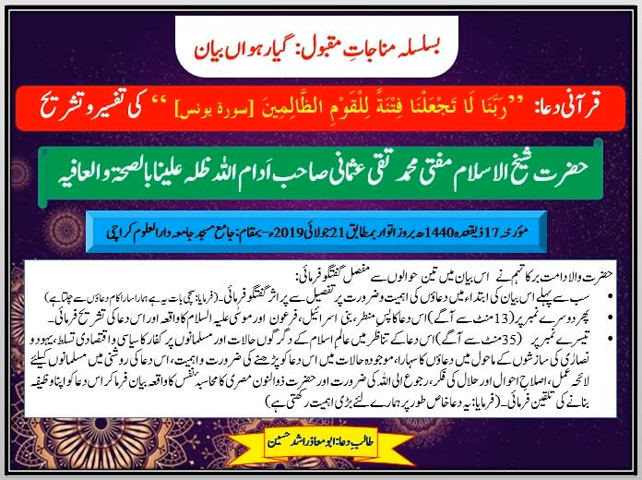 بسلسلہ مناجاتِ مقبول: گیارہواں بیان
قرآنی دعا: ”رَبَّنَا لَا تَجْعَلْنَا فِتْنَةً لِلْقَوْمِ الظَّالِمِينَ [سورۃ یونس] “ کی تفسیر و تشریح
حضرت شیخ الاسلام مفتی محمد تقی عثمانی صاحب اَدام اللہ ظلہ علینا بالصحۃ والعافیہ
مؤرخہ 17 ذیقعدہ 1440ھ بروز اتوار بمطابق 21 جولائی 2019ء – بمقام: جامع مسجد جامعہ دارالعلوم کراچی
حضرت والا دامت برکاتہم نے اس بیان میں تین حوالوں سے مفصل گفتگو فرمائی:
• سب سے پہلے اس بیان کی ابتداء میں دعاؤں کی اہمیت و ضرورت پر تفصیل سے پر اثر گفتگو فرمائی۔ (فرمایا: سچی بات یہ ہے ہمارا سارا کام دعاؤں سے چلتا ہے)
• پھر دوسرے نمبر پر (13 منٹ سے آگے) اس دعا کا پس منظر، بنی اسرائیل، فرعون اور موسی علیہ السلام کا واقعہ اور اس دعا کی تشریح فرمائی۔
• تیسرے نمبر پر (35 منٹ سے آگے) اس دعا کے تناظر میں عالم اسلام کے دگرگوں حالات اور مسلمانوں پر کفار کا سیاسی و اقتصادی تسلط، یہود و
نصاریٰ کی سازشوں کے ماحول میں دعاؤں کا سہارا، موجودہ حالات میں اس دعا کو پڑھنے کی ضرورت و اہمیت، اس دعا کی روشنی میں مسلمانوں کیلئے
لائحہ عمل، اصلاحِ احوال اور حلال کی فکر، رجوع الی اللہ کی ضرورت اور حضرت ذوالنون مصری کا محاسبہ نفس کا واقعہ بیان فرما کر اس دعا کو اپنا وظیفہ
بنانے کی تلقین فرمائی۔ (فرمایا: یہ دعا خاص طور پر ہمارے لئے بڑی اہمیت رکھتی ہے)
طالبِ دعا: ابو معاذ راشد حسین